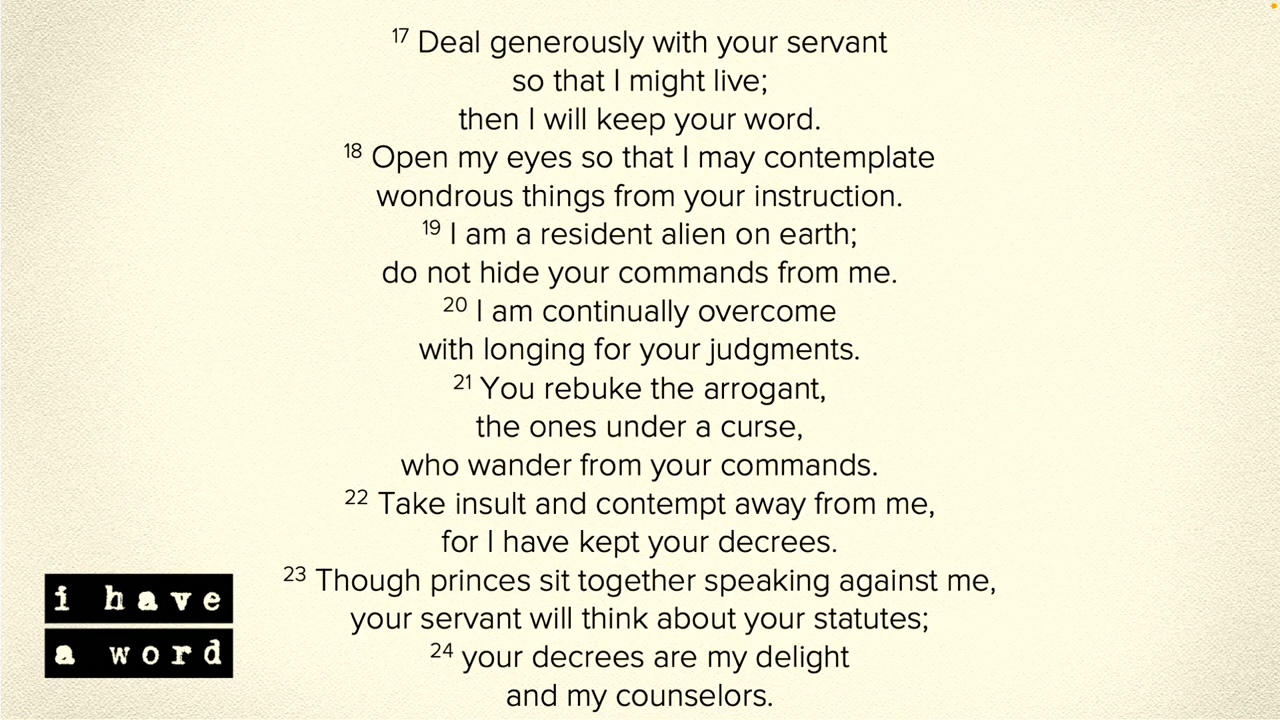 17 Deal generously with your servant
so that I might live;
then I will keep your word.
18 Open my eyes so that I may contemplate
wondrous things from your instruction.
19 I am a resident alien on earth;
do not hide your commands from me.
20 I am continually overcome
with longing for your judgments.
21 You rebuke the arrogant,
the ones under a curse,
who wander from your commands.
22 Take insult and contempt away from me,
for I have kept your decrees.
23 Though princes sit together speaking against me,
your servant will think about your statutes;
24 your decrees are my delight
and my counselors.
i have
a word